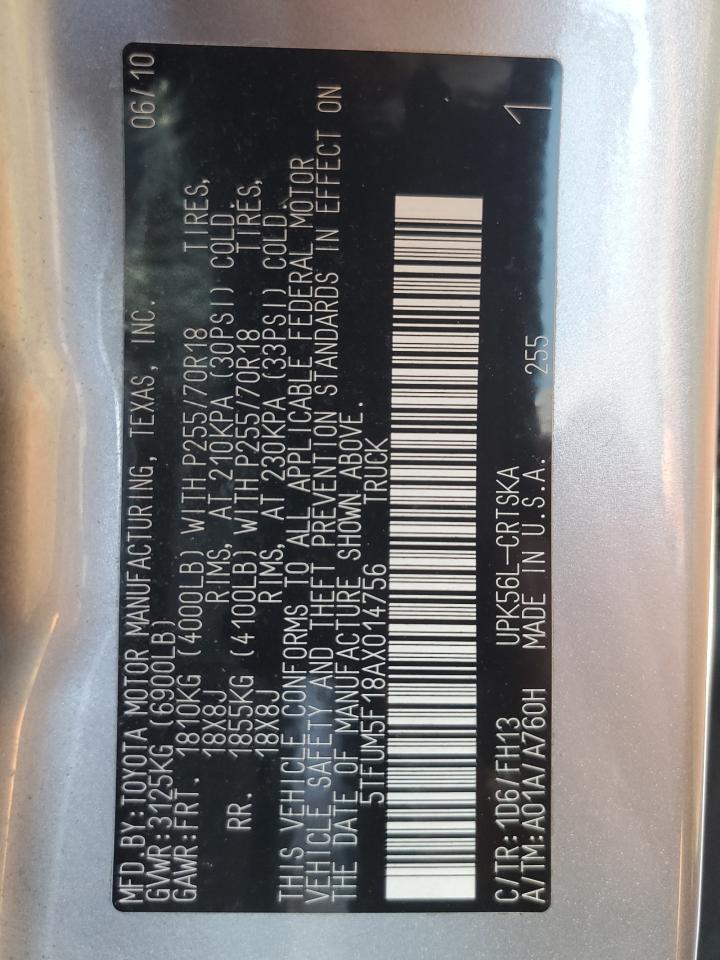 MFD.BY:TOYOTA MOTOR MANUFACTURING, TEXAS, INC. 06/10
GVWR:3125KG (6900LB)
GAWR:FRT. 1810KG (4000LB) WITH P255/70R18 TIRES,
18X8J RIMS, AT 210KPA (30PSI) COLD.
RR. 1855KG (4100LB) WITH P255/70R18 TIRES,
18X8J RIMS, AT 230KPA (33PSI) COLD.
THIS VEHICLE CONFORMS TO ALL APPLICABLE FEDERAL MOTOR
VEHICLE SAFETY AND THEFT PREVENTION STANDARDS IN EFFECT ON
THE DATE OF MANUFACTURE SHOWN ABOVE.
5TFUM5F18AX014756 TRUCK
C/TR:1D6/FH13 UPK56L-CRTSKA
A/TM:A01A/A760H MADE IN U.S.A. 255 1